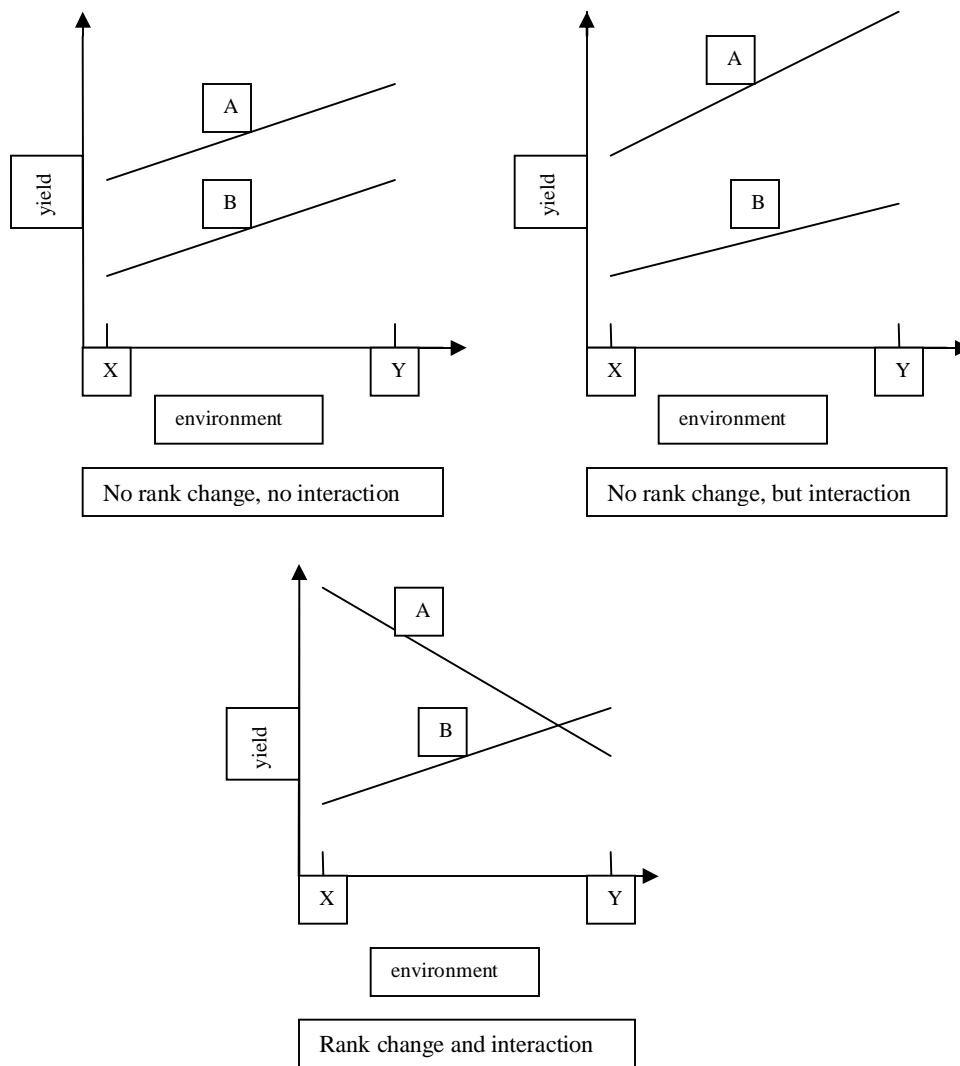 A
B
yield
X
Y
environment
No rank change, no interaction
A
B
yield
X
Y
environment
No rank change, but interaction
A
B
yield
X
Y
environment
Rank change and interaction